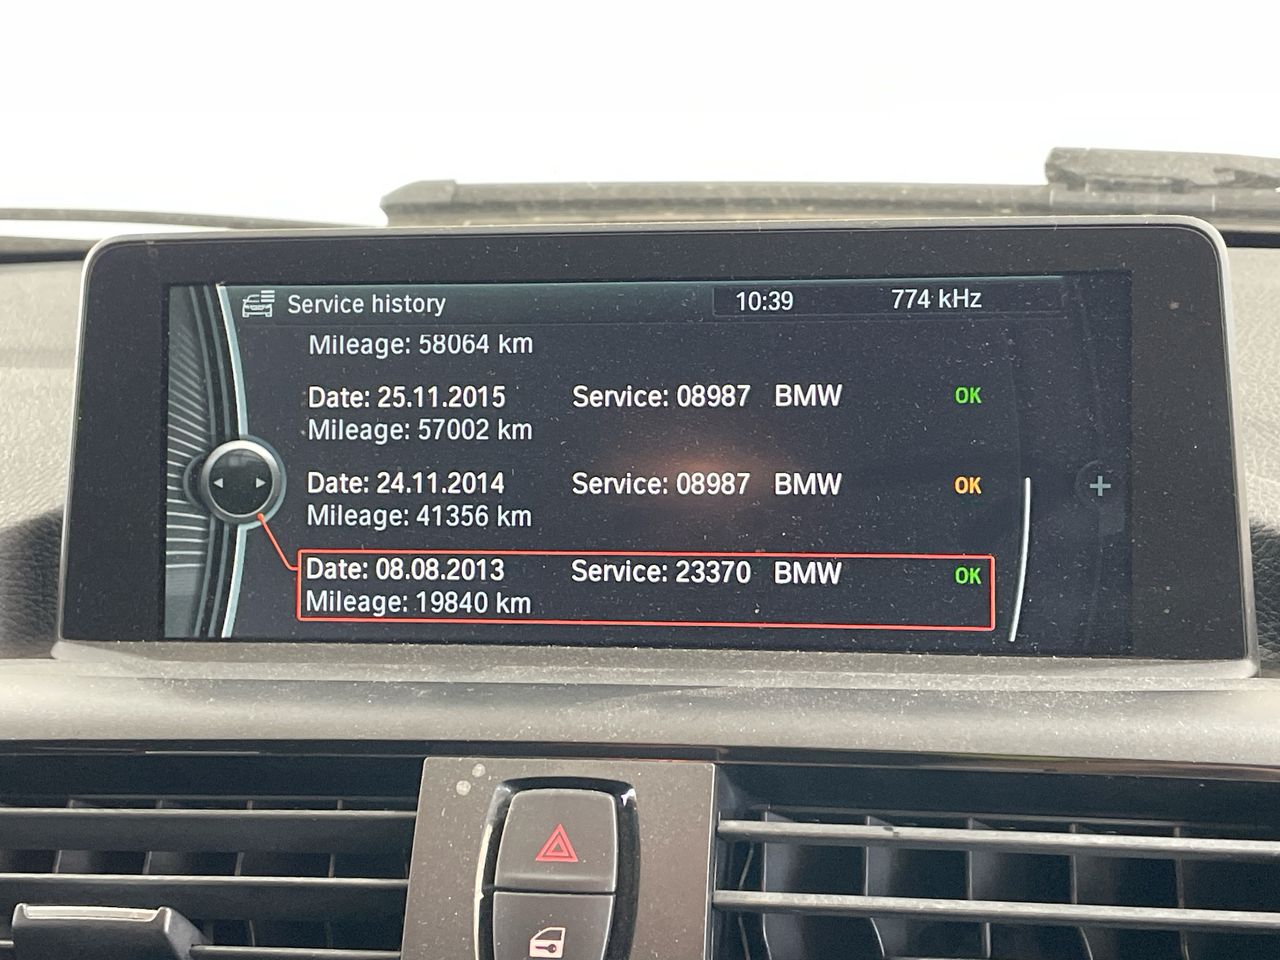 Service history 10:39 774 kHz
Mileage: 58064 km
Date: 25.11.2015 Service: 08987 BMW OK
Mileage: 57002 km
Date: 24.11.2014 Service: 08987 BMW OK
Mileage: 41356 km
Date: 08.08.2013 Service: 23370 BMW OK
Mileage: 19840 km